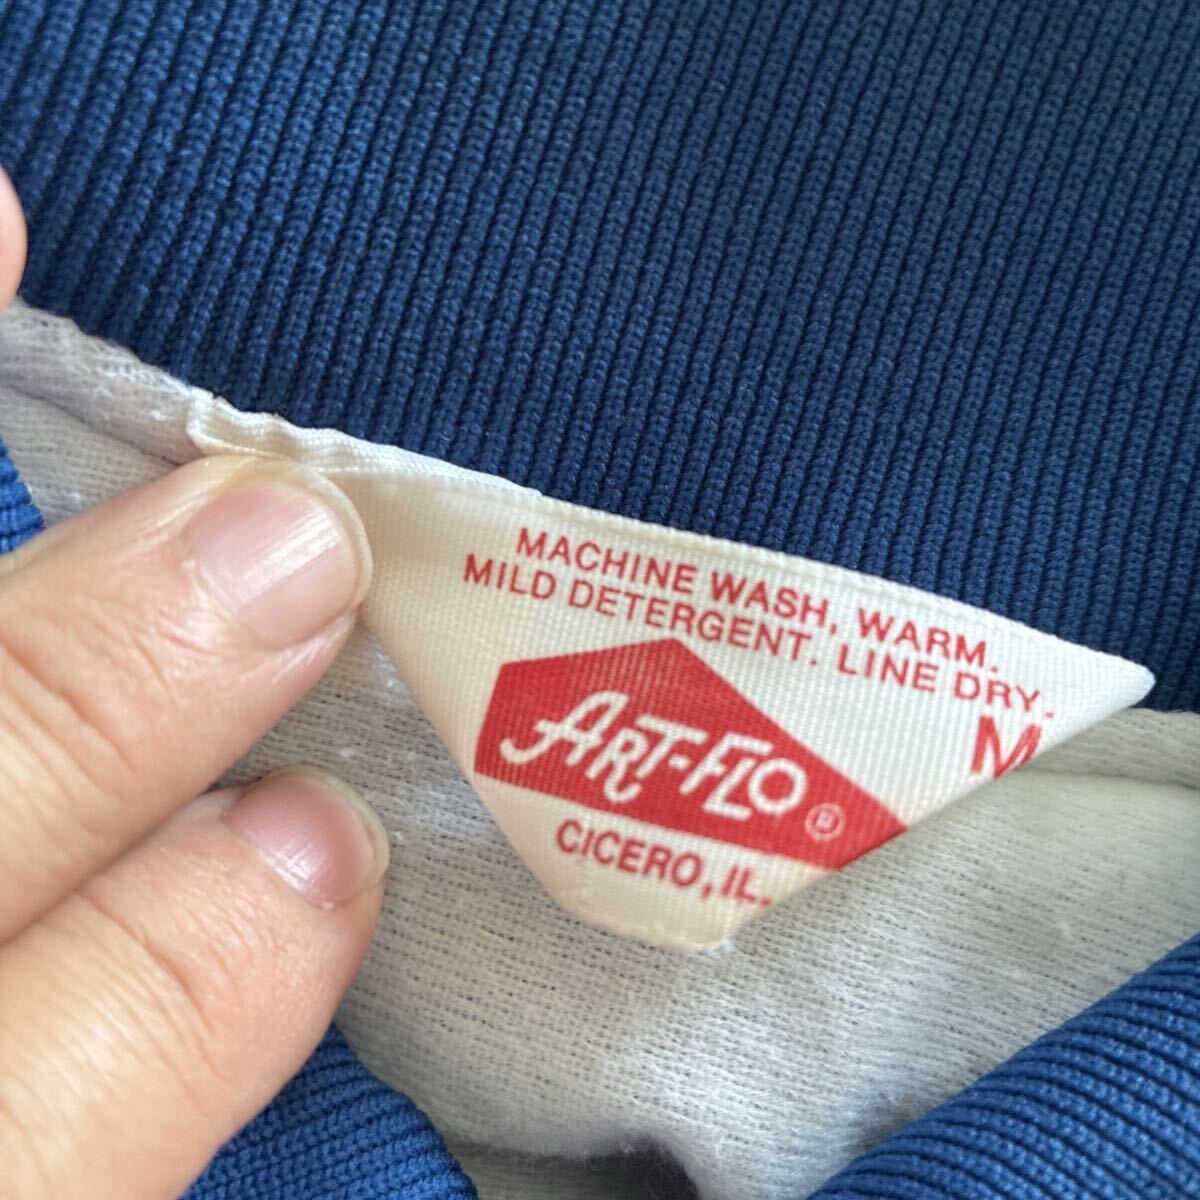 MACHINE WASH, WARM.
MILD DETERGENT. LINE DRY.
M
ART-FLO ®
CICERO, IL.